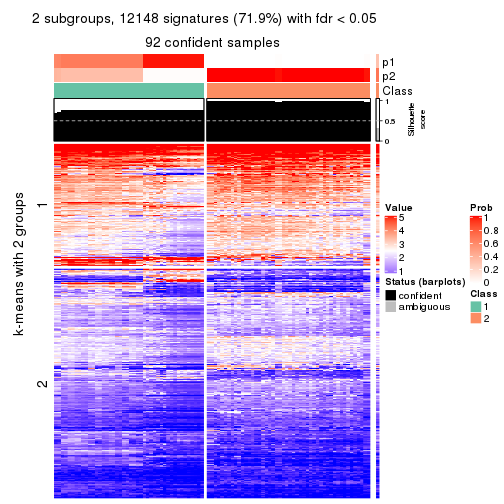 2 subgroups, 12148 signatures (71.9%) with fdr < 0.05
92 confident samples
p1
p2
Class
1
0.5
0
Silhouette
score
k-means with 2 groups
1
2
Value
5
4
3
2
1
Status (barplots)
confident
ambiguous
Prob
1
0.8
0.6
0.4
0.2
0
Class
1
2